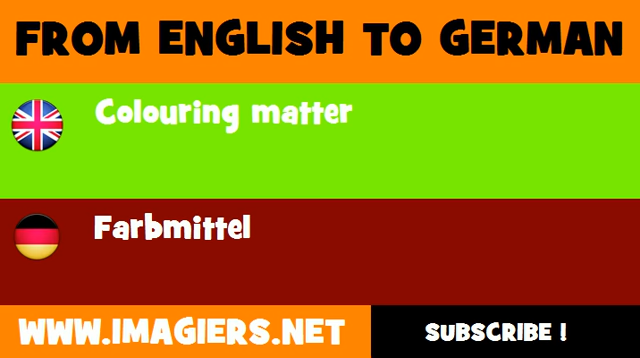 FROM ENGLISH TO GERMAN
Colouring matter
Farbmittel
WWW.IMAGIERS.NET
SUBSCRIBE !